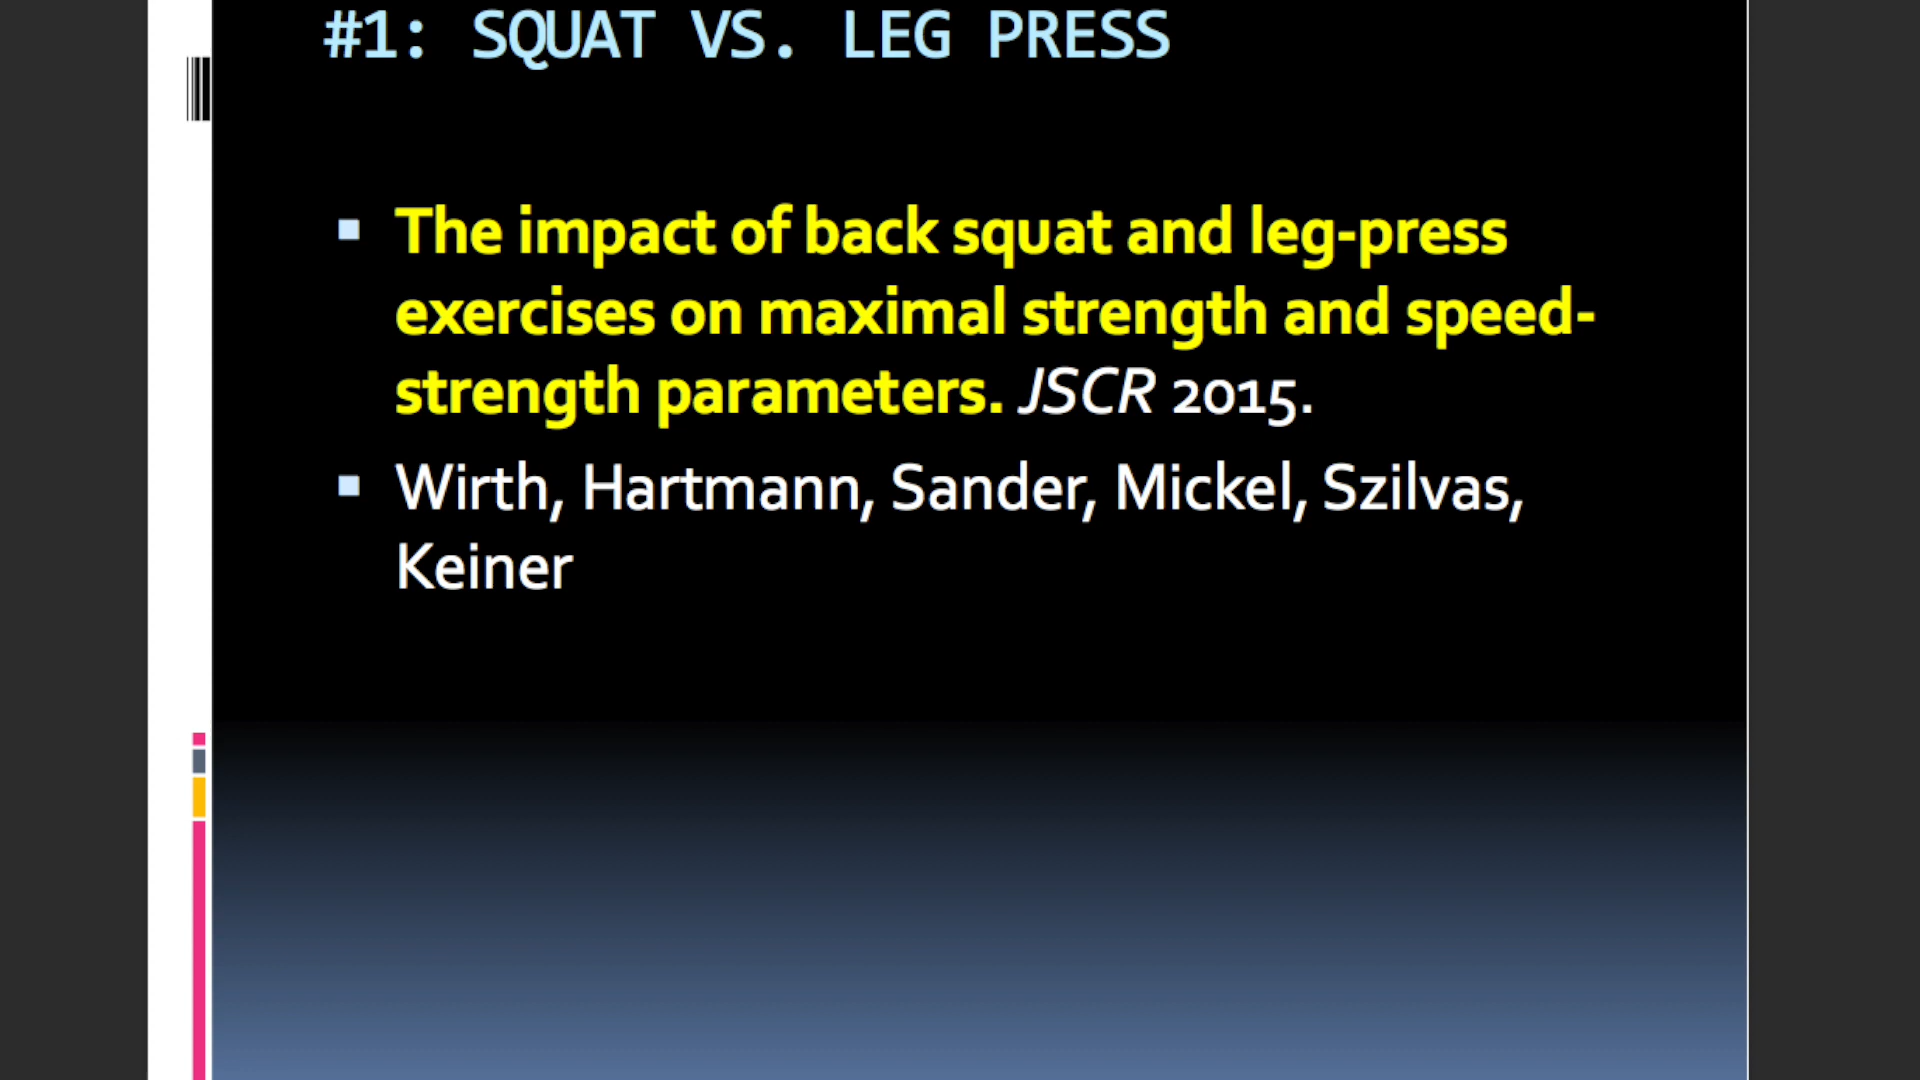 #1: SQUAT VS. LEG PRESS
The impact of back squat and leg-press
exercises on maximal strength and speed-
strength parameters. JSCR 2015.
Wirth, Hartmann, Sander, Mickel, Szilvas,
Keiner